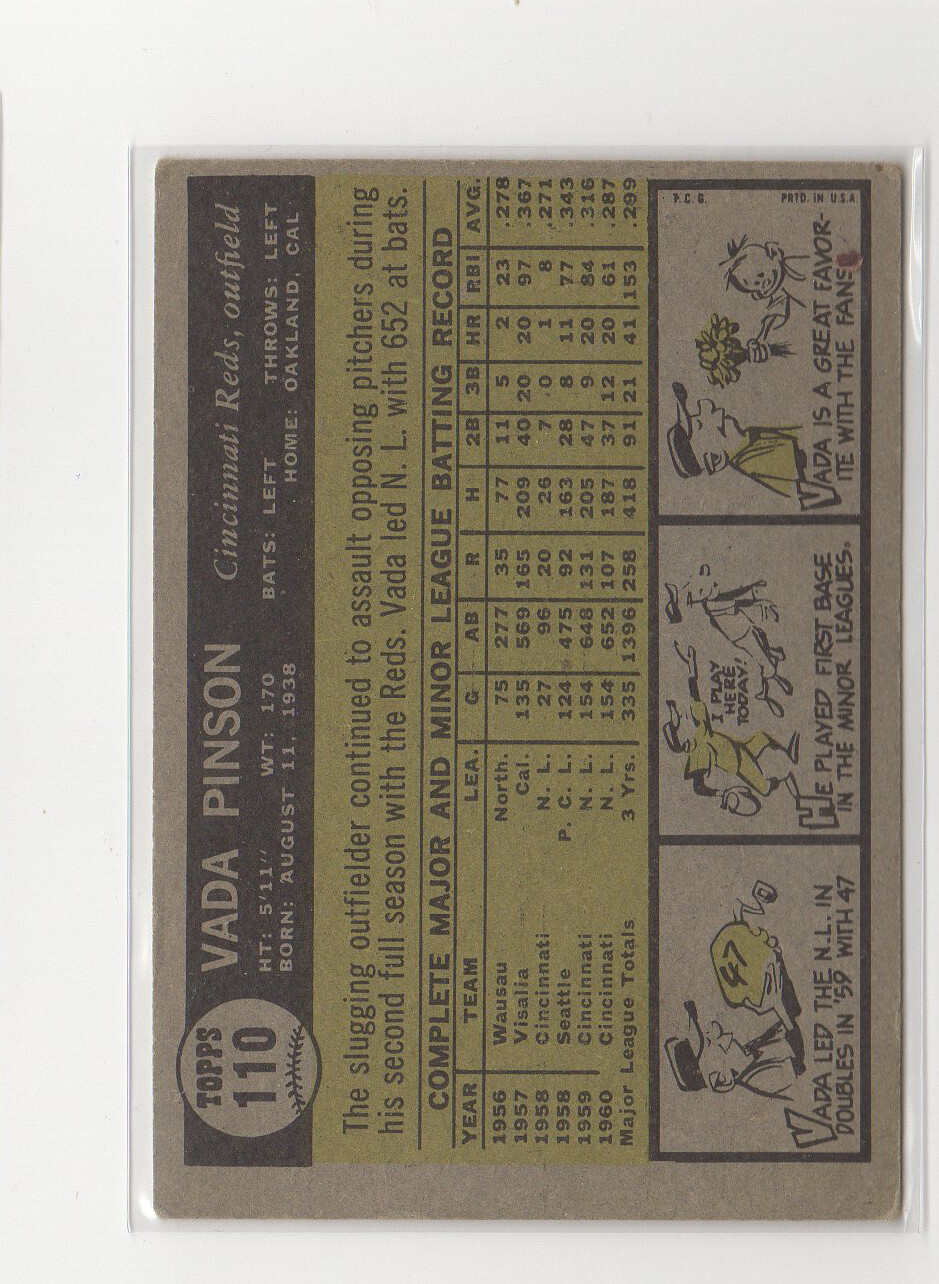 TOPPS
110
VADA PINSON Cincinnati Reds, outfield
HT: 5'11" WT: 170 BATS: LEFT THROWS: LEFT
BORN: AUGUST 11, 1938 HOME: OAKLAND, CAL
The slugging outfielder continued to assault opposing pitchers during
his second full season with the Reds. Vada led N. L. with 652 at bats.
COMPLETE MAJOR AND MINOR LEAGUE BATTING RECORD
YEAR TEAM LEA. G AB R H 2B 3B HR RBI AVG.
1956 Wausau North. 75 277 35 77 11 5 2 23 .278
1957 Visalia Cal. 135 569 165 209 40 20 20 97 .367
1958 Cincinnati N. L. 27 96 20 26 7 0 1 8 .271
1958 Seattle P. C. L. 124 475 92 163 28 8 11 77 .343
1959 Cincinnati N. L. 154 648 131 205 47 9 20 84 .316
1960 Cincinnati N. L. 154 652 107 187 37 12 20 61 .287
Major League Totals 3 Yrs. 335 1396 258 418 91 21 41 153 .299
47
VADA LED THE N.L. IN
DOUBLES IN '59 WITH 47
I PLAY
HERE
TODAY!
HE PLAYED FIRST BASE
IN THE MINOR LEAGUES.
P.C.G. PRTD. IN U.S.A
VADA IS A GREAT FAVOR-
ITE WITH THE FANS